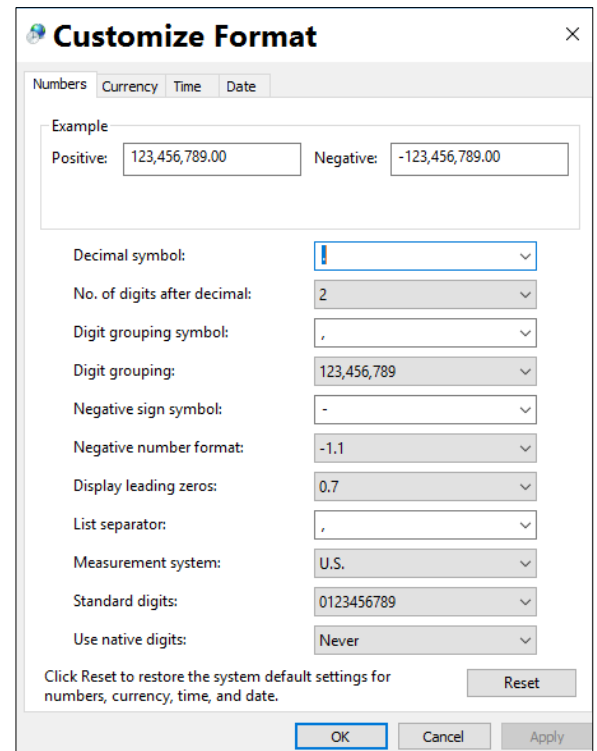 Customize Format
Numbers Currency Time Date
Example
Positive: 123,456,789.00 Negative: -123,456,789.00
Decimal symbol: .
No. of digits after decimal: 2
Digit grouping symbol: ,
Digit grouping: 123,456,789
Negative sign symbol: -
Negative number format: -1.1
Display leading zeros: 0.7
List separator: ,
Measurement system: U.S.
Standard digits: 0123456789
Use native digits: Never
Click Reset to restore the system default settings for
numbers, currency, time, and date.
Reset
OK Cancel Apply